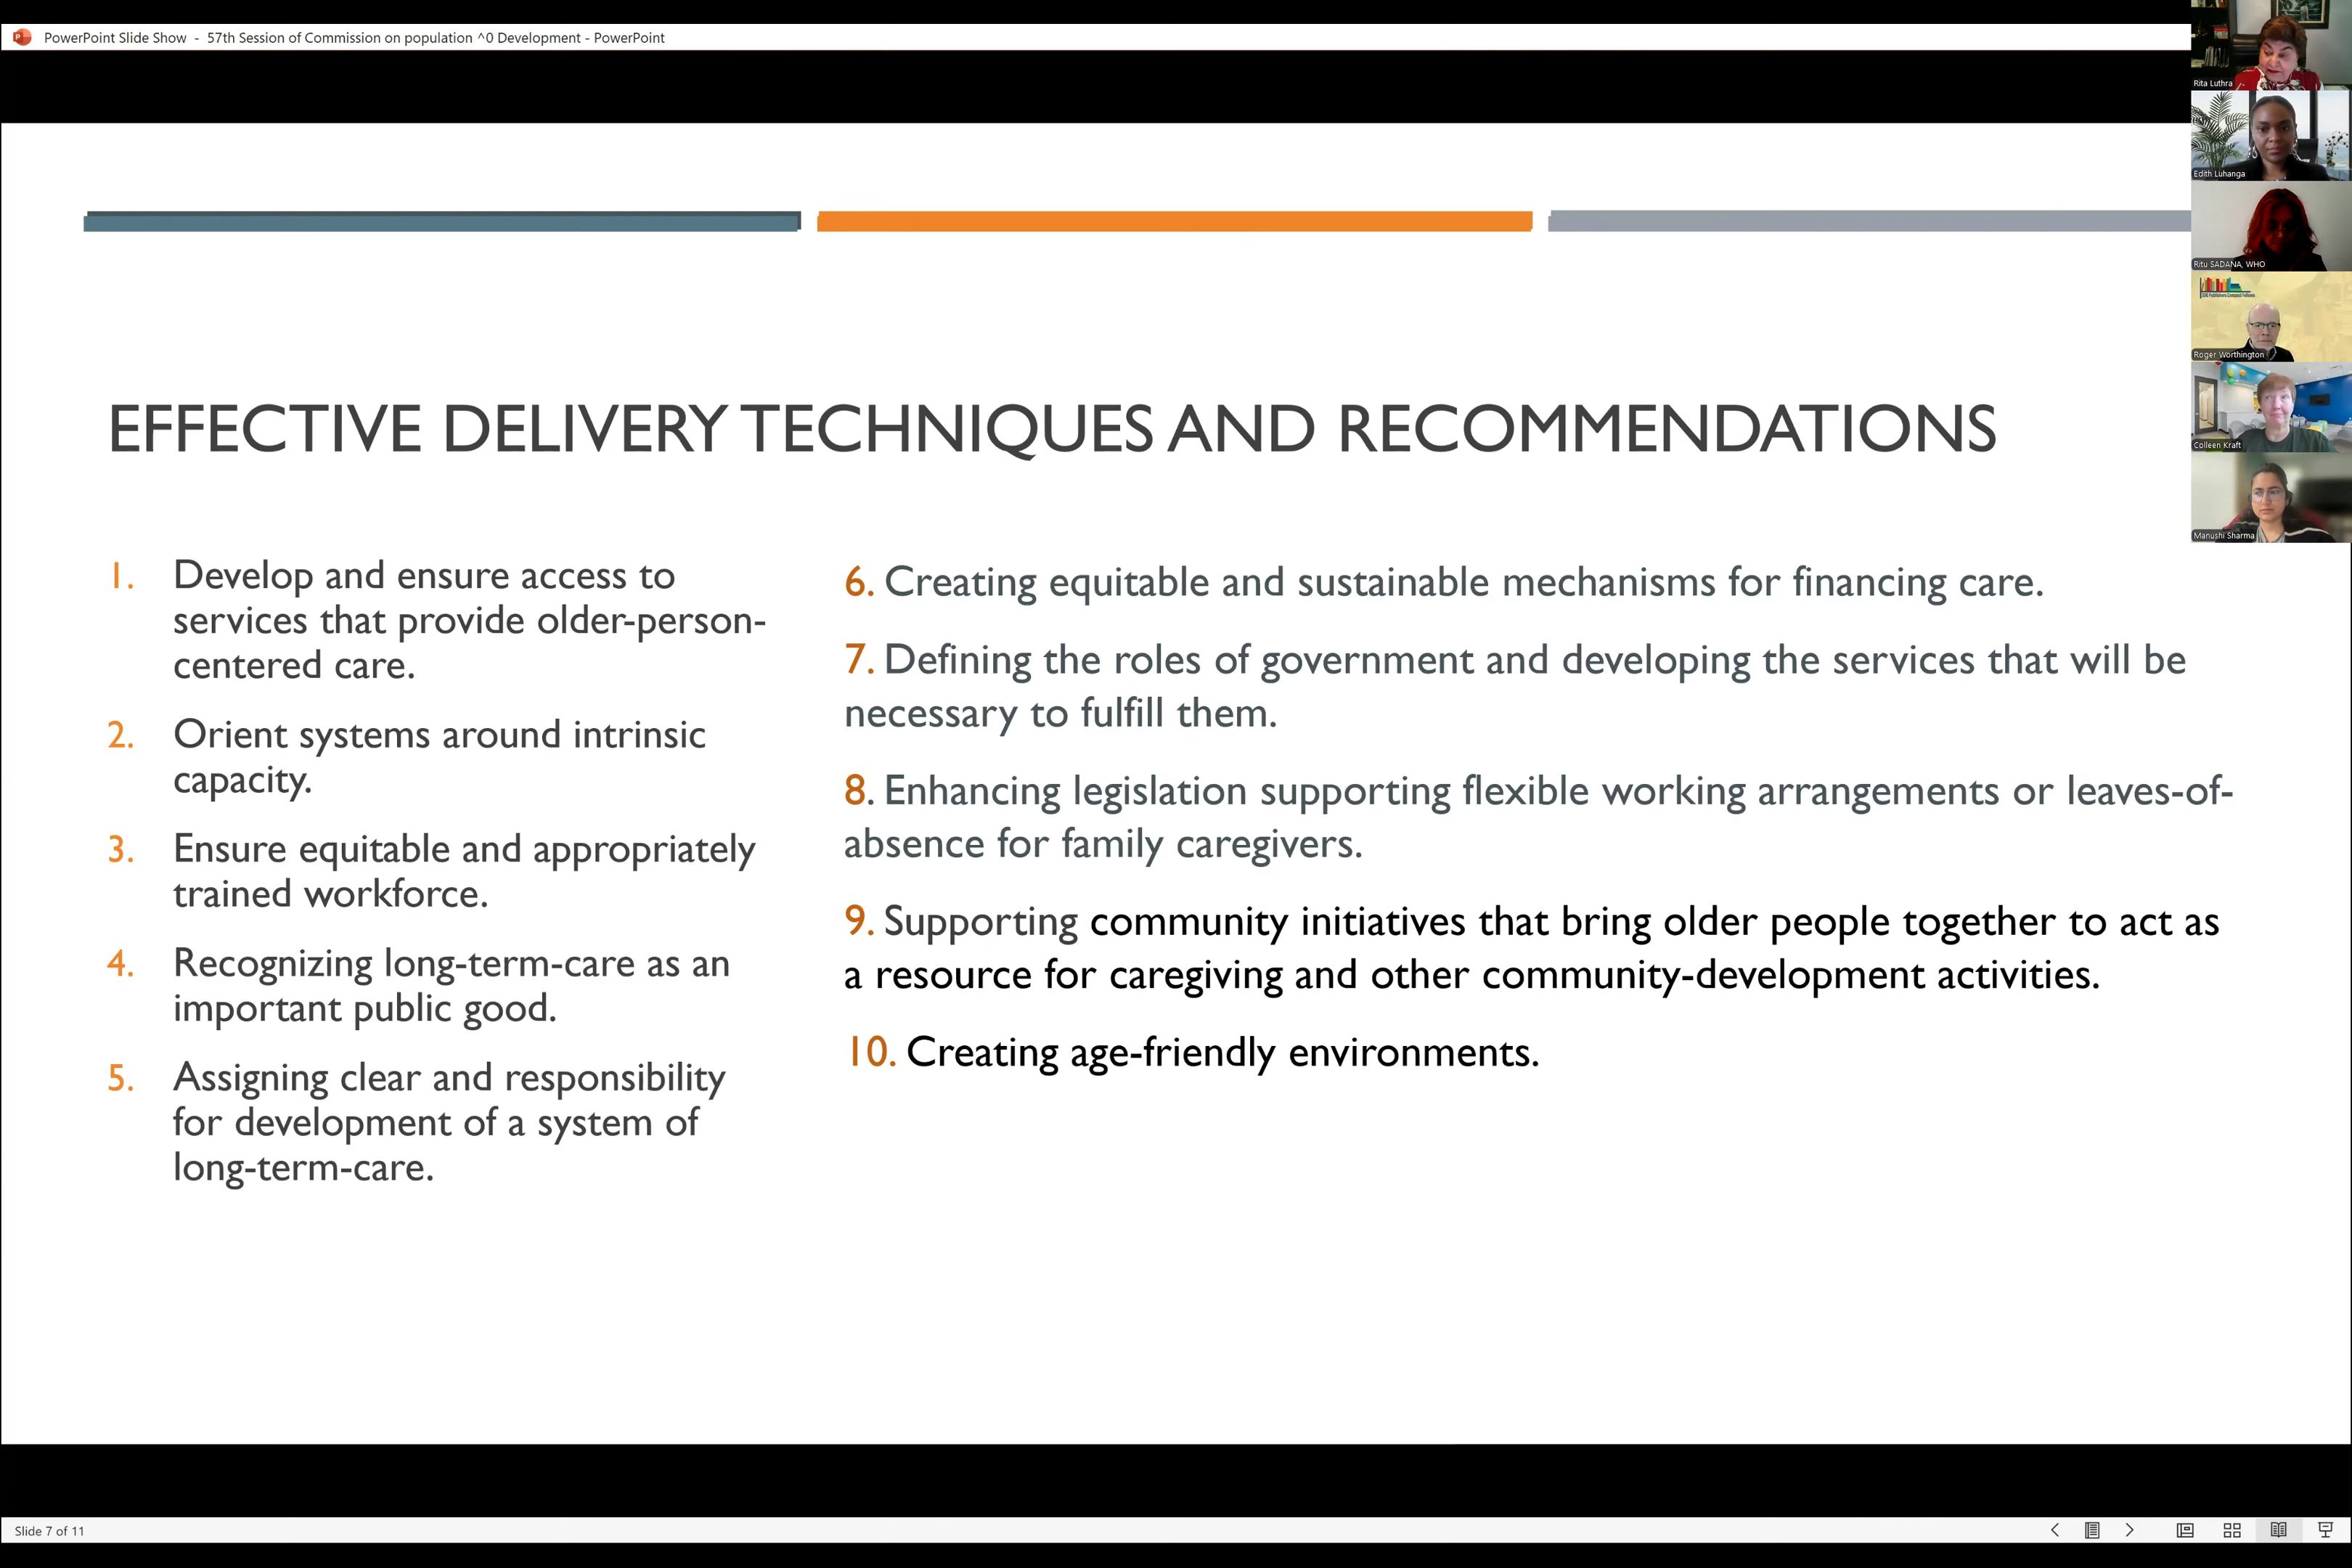 PowerPoint Slide Show - 57th Session of Commission on population ^0 Development - PowerPoint
EFFECTIVE DELIVERY TECHNIQUES AND RECOMMENDATIONS
1. Develop and ensure access to
services that provide older-person-
centered care.
2. Orient systems around intrinsic
capacity.
3. Ensure equitable and appropriately
trained workforce.
4. Recognizing long-term-care as an
important public good.
5. Assigning clear and responsibility
for development of a system of
long-term-care.
6. Creating equitable and sustainable mechanisms for financing care.
7. Defining the roles of government and developing the services that will be
necessary to fulfill them.
8. Enhancing legislation supporting flexible working arrangements or leaves-of-
absence for family caregivers.
9. Supporting community initiatives that bring older people together to act as
a resource for caregiving and other community-development activities.
10. Creating age-friendly environments.
Rita Luthra
Edith Luhanga
Ritu SADANA, WHO
SDG Publishers Compact Fellows
Roger Worthington
Colleen Kraft
Manushi Sharma
Slide 7 of 11